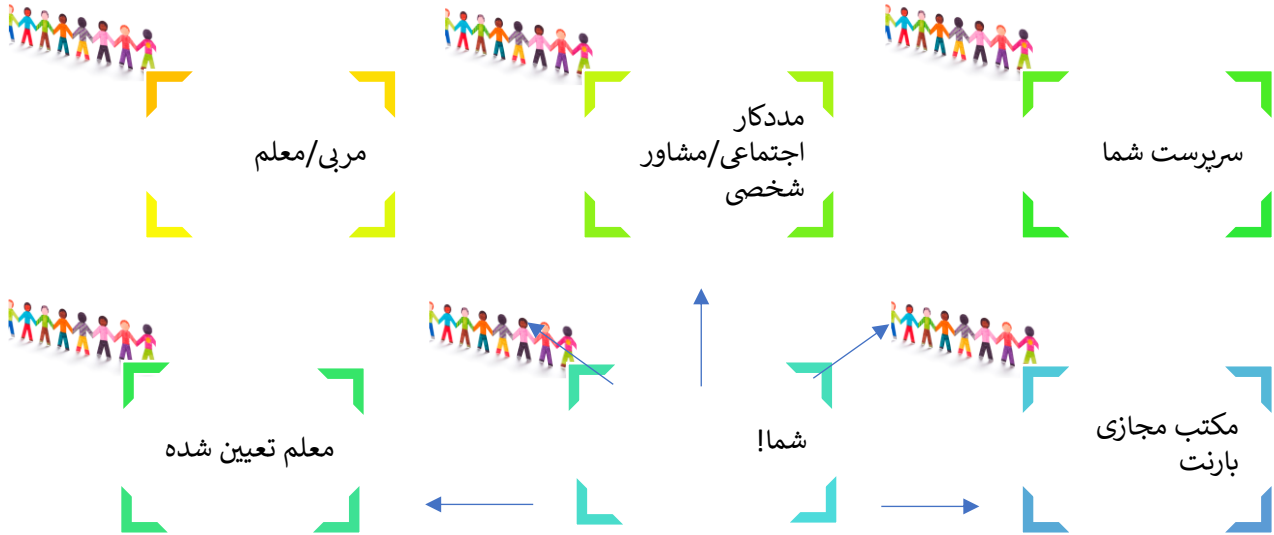 سرپرست شما
مددکار
اجتماعی/مشاور
شخصی
مربی/معلم
مکتب مجازی
بارنت
شما!
معلم تعیین شده